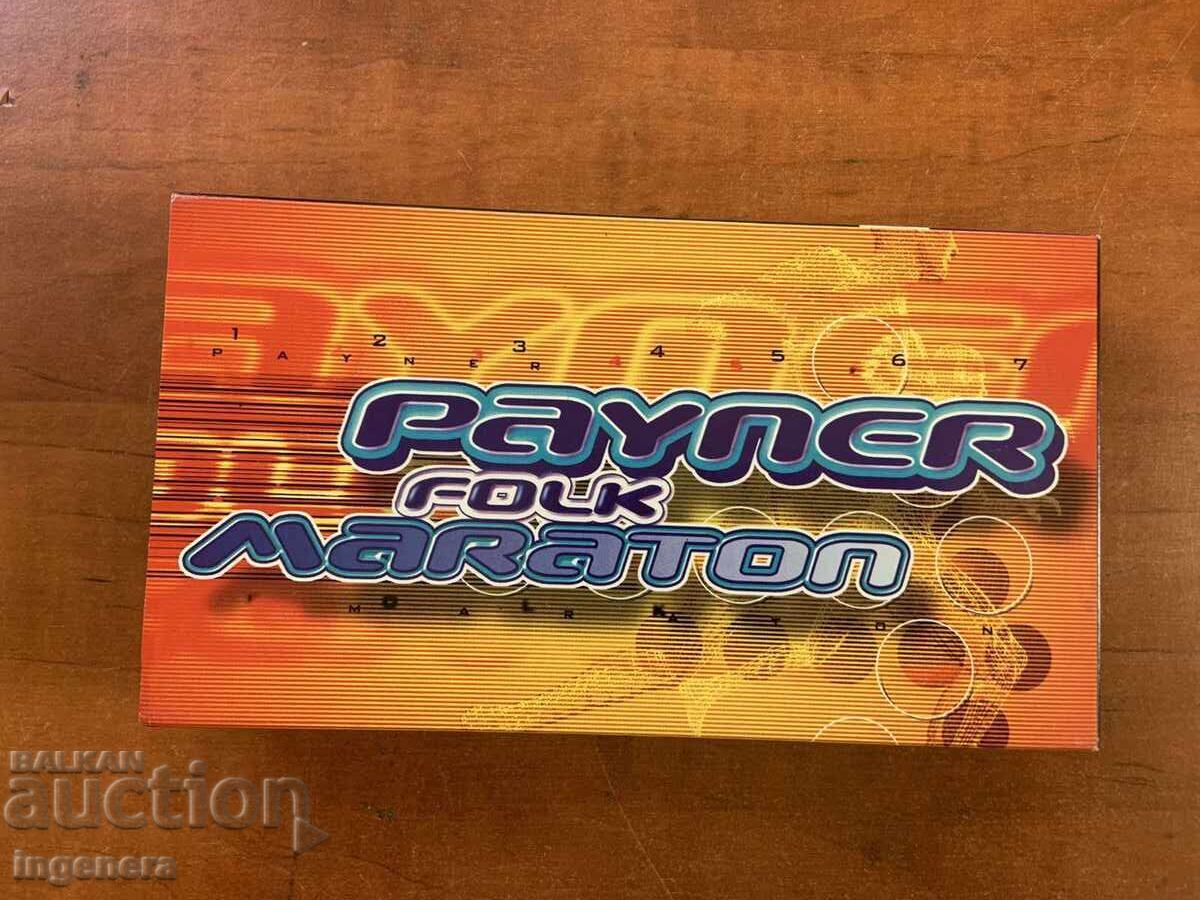 1 2 3 4 5 6 7
PAYNER
PAYNER
FOLK
MARATON
BALKAN
auction
ingenera